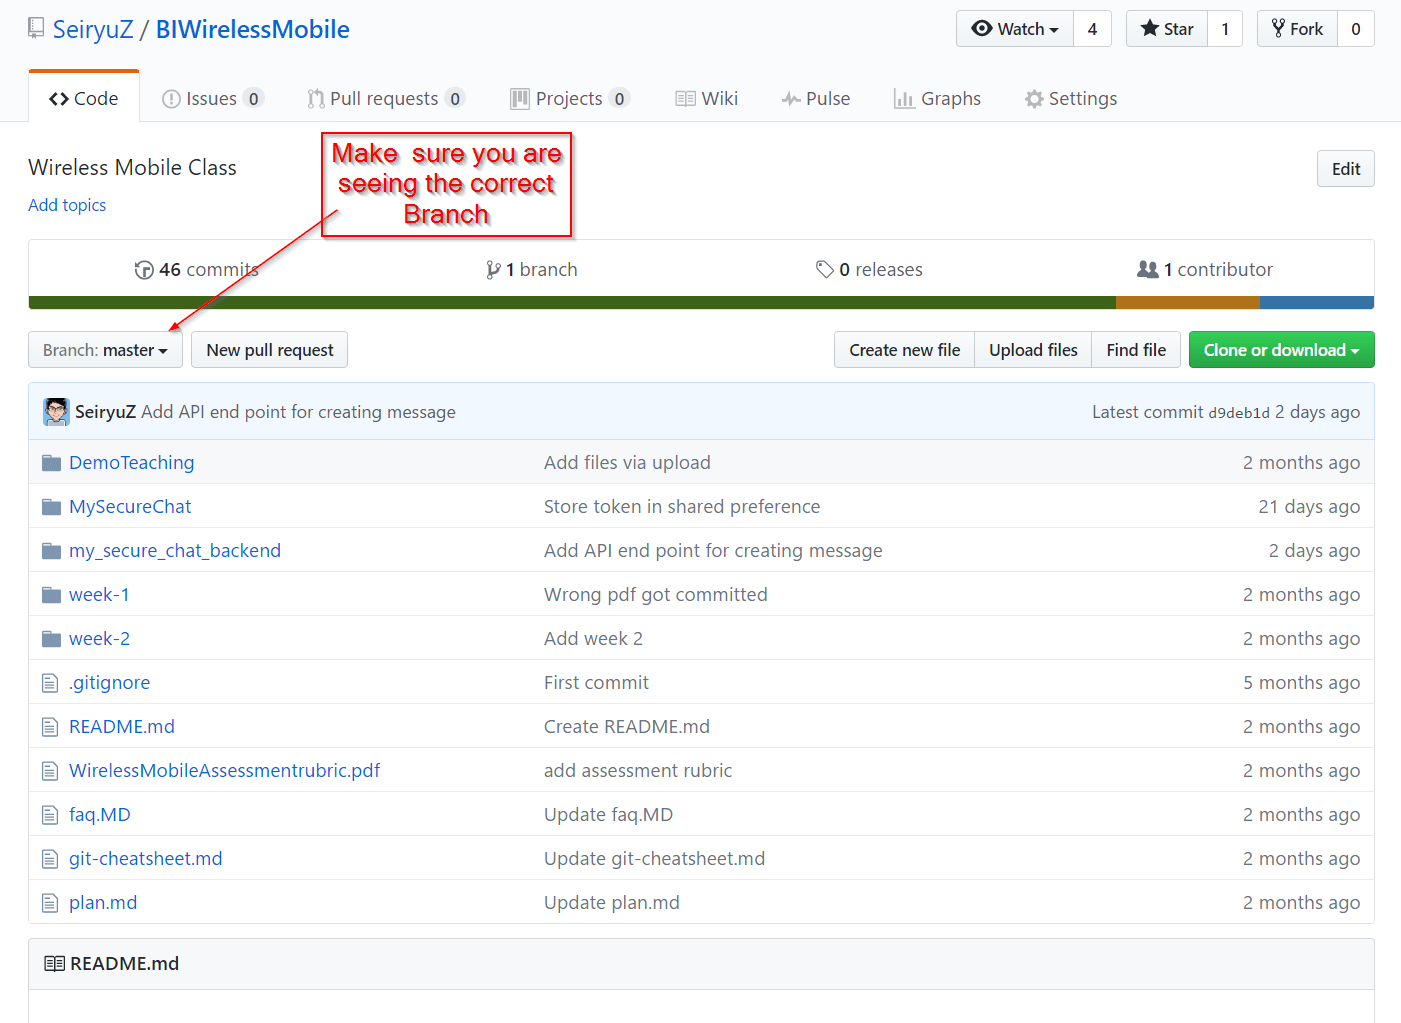 SeiryuZ / BIWirelessMobile
Watch 4 Star 1 Fork 0
Code Issues 0 Pull requests 0 Projects 0 Wiki Pulse Graphs Settings
Make sure you are
seeing the correct
Branch
Wireless Mobile Class
Edit
Add topics
46 commits 1 branch 0 releases 1 contributor
Branch: master New pull request Create new file Upload files Find file Clone or download
SeiryuZ Add API end point for creating message Latest commit d9deb1d 2 days ago
DemoTeaching Add files via upload 2 months ago
MySecureChat Store token in shared preference 21 days ago
my_secure_chat_backend Add API end point for creating message 2 days ago
week-1 Wrong pdf got committed 2 months ago
week-2 Add week 2 2 months ago
.gitignore First commit 5 months ago
README.md Create README.md 2 months ago
WirelessMobileAssessmentrubric.pdf add assessment rubric 2 months ago
faq.MD Update faq.MD 2 months ago
git-cheatsheet.md Update git-cheatsheet.md 2 months ago
plan.md Update plan.md 2 months ago
README.md